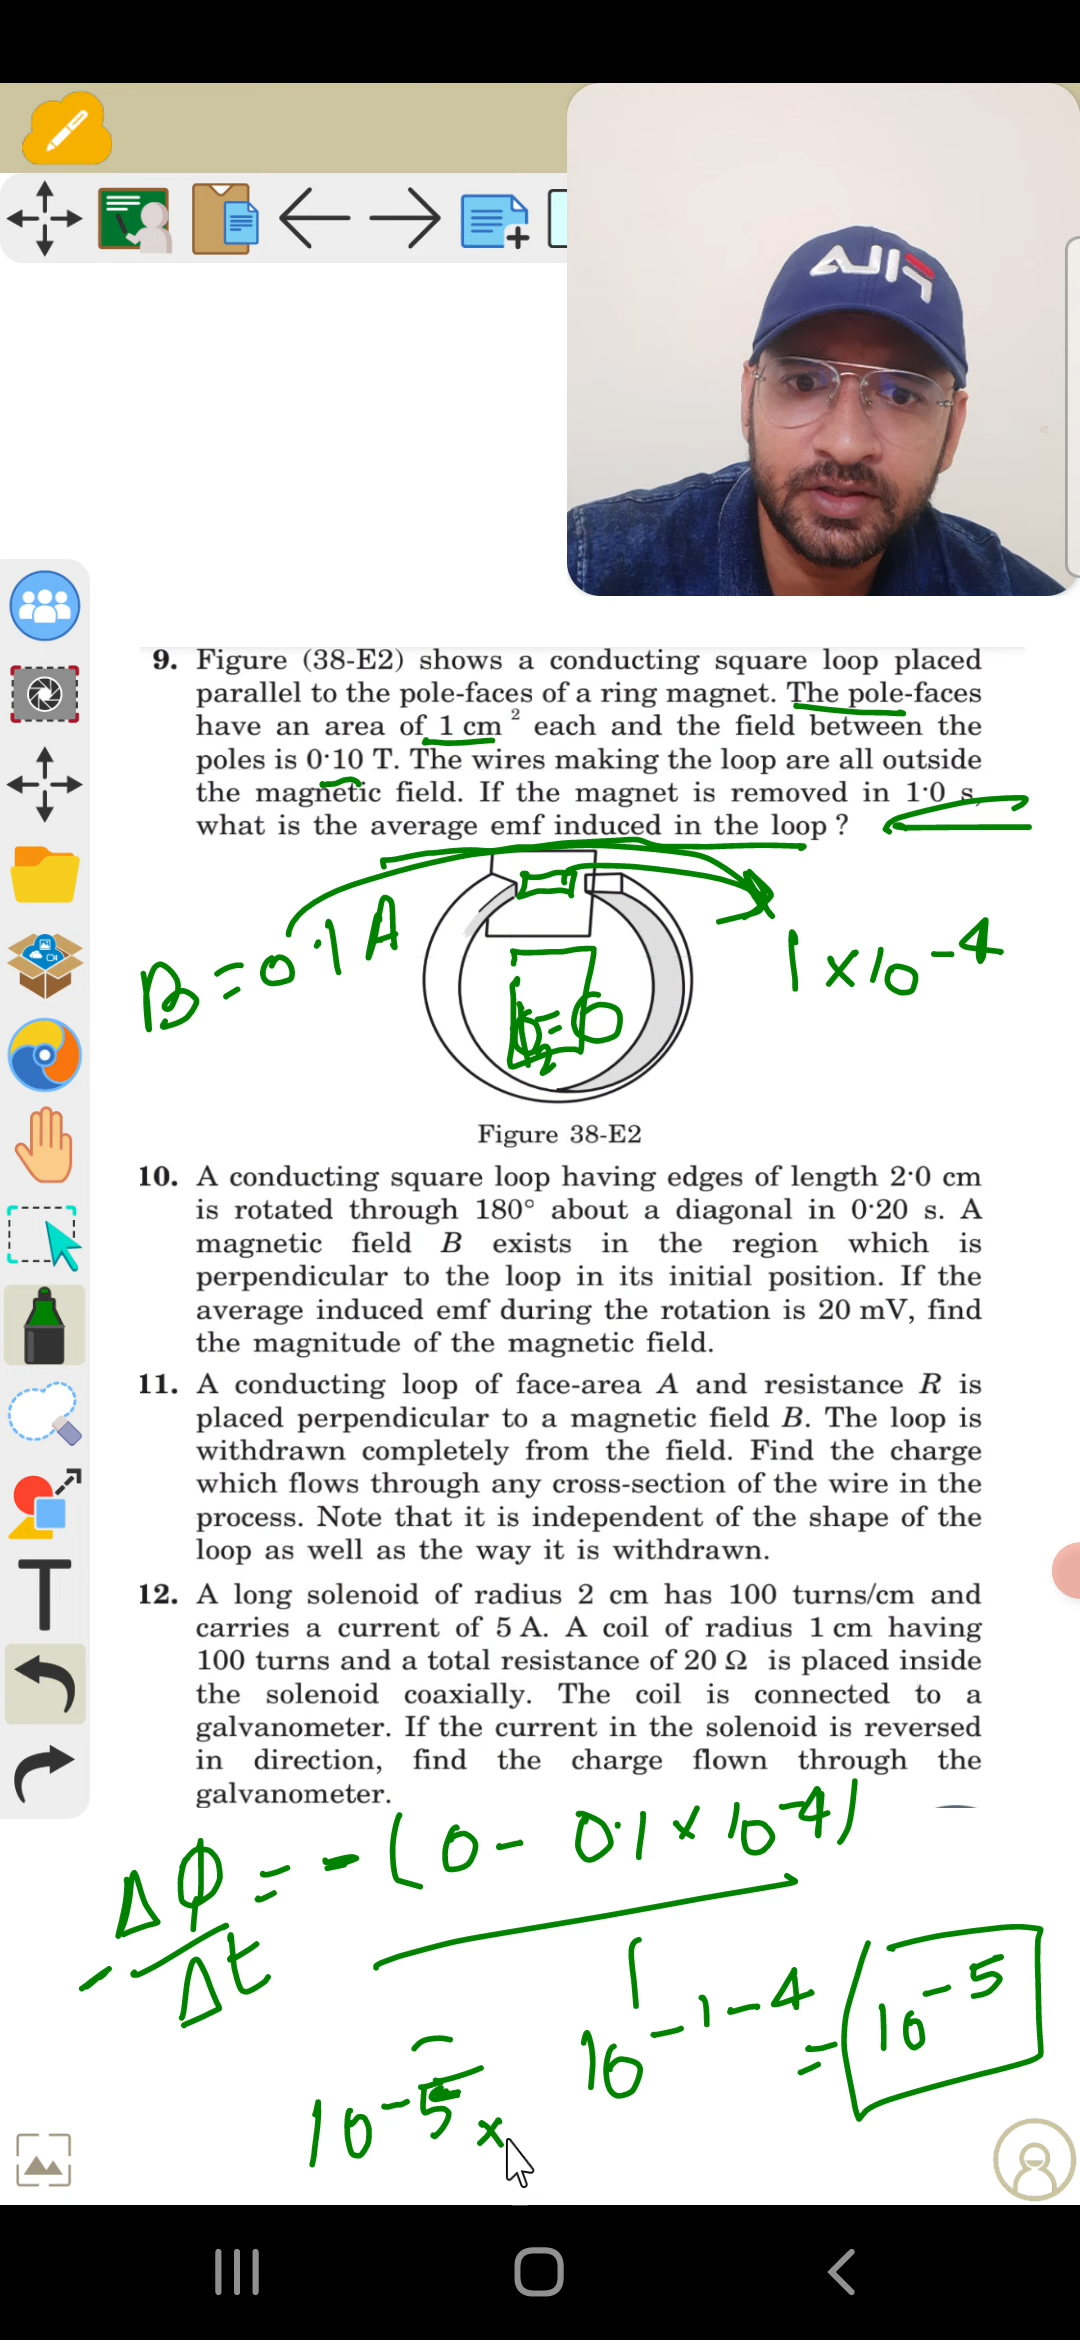 AJIO
9. Figure (38-E2) shows a conducting square loop placed
parallel to the pole-faces of a ring magnet. The pole-faces
have an area of 1 cm² each and the field between the
poles is 0·10 T. The wires making the loop are all outside
the magnetic field. If the magnet is removed in 1·0 s,
what is the average emf induced in the loop ?
B = 0.1 A
1 × 10⁻⁴
ϕ₂ = 0
Figure 38-E2
10. A conducting square loop having edges of length 2·0 cm
is rotated through 180° about a diagonal in 0·20 s. A
magnetic field B exists in the region which is
perpendicular to the loop in its initial position. If the
average induced emf during the rotation is 20 mV, find
the magnitude of the magnetic field.
11. A conducting loop of face-area A and resistance R is
placed perpendicular to a magnetic field B. The loop is
withdrawn completely from the field. Find the charge
which flows through any cross-section of the wire in the
process. Note that it is independent of the shape of the
loop as well as the way it is withdrawn.
12. A long solenoid of radius 2 cm has 100 turns/cm and
carries a current of 5 A. A coil of radius 1 cm having
100 turns and a total resistance of 20 Ω is placed inside
the solenoid coaxially. The coil is connected to a
galvanometer. If the current in the solenoid is reversed
in direction, find the charge flown through the
galvanometer.
- Δϕ/Δt = - (0 - 0.1 × 10⁻⁴)
1
10⁻¹⁻⁴ = 10⁻⁵
10⁻⁵ ×
T